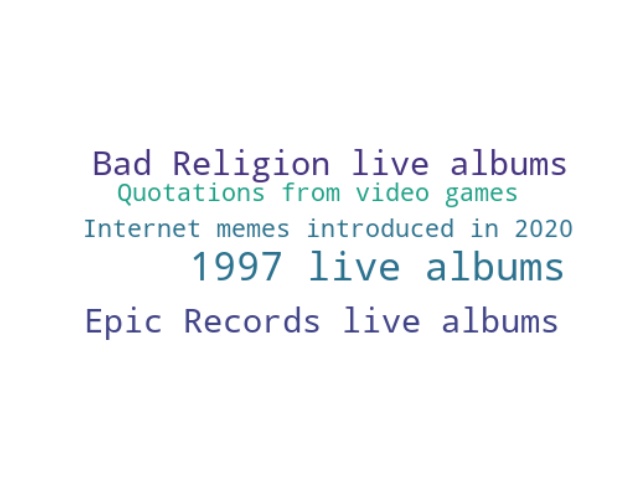 Bad Religion live albums
Quotations from video games
Internet memes introduced in 2020
1997 live albums
Epic Records live albums